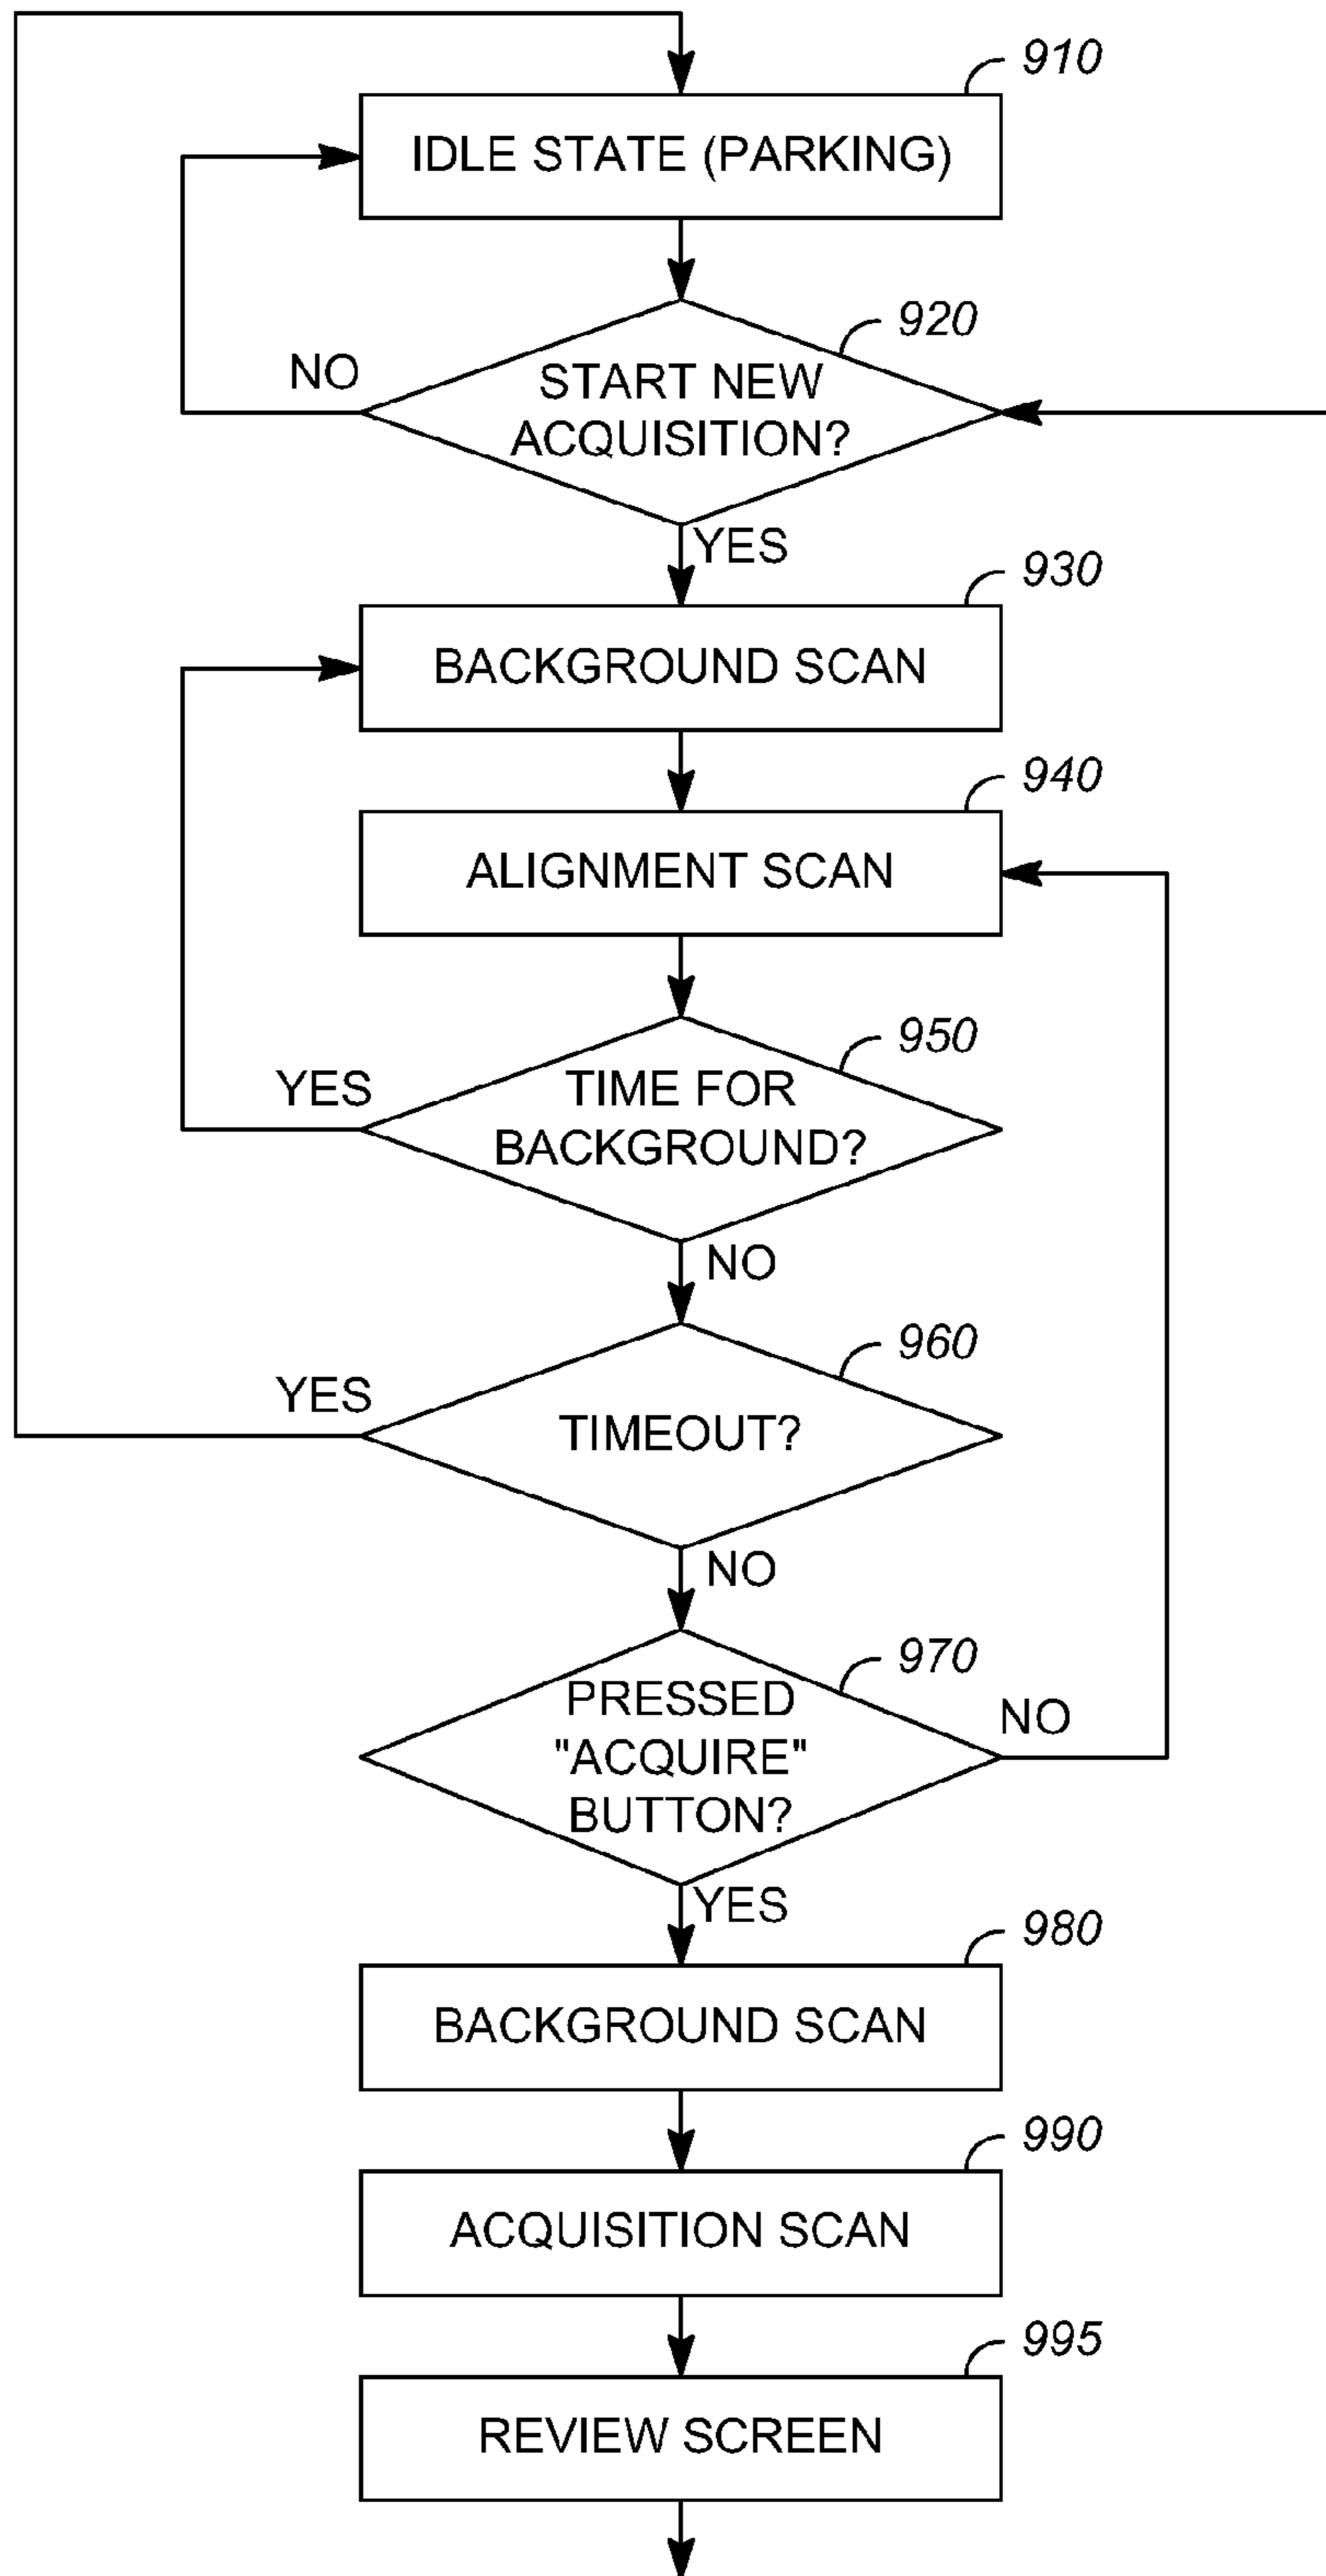 910
IDLE STATE (PARKING)
920
NO
START NEW
ACQUISITION?
YES
930
BACKGROUND SCAN
940
ALIGNMENT SCAN
950
YES
TIME FOR
BACKGROUND?
NO
960
YES
TIMEOUT?
NO
970
PRESSED
"ACQUIRE"
BUTTON?
NO
YES
980
BACKGROUND SCAN
990
ACQUISITION SCAN
995
REVIEW SCREEN